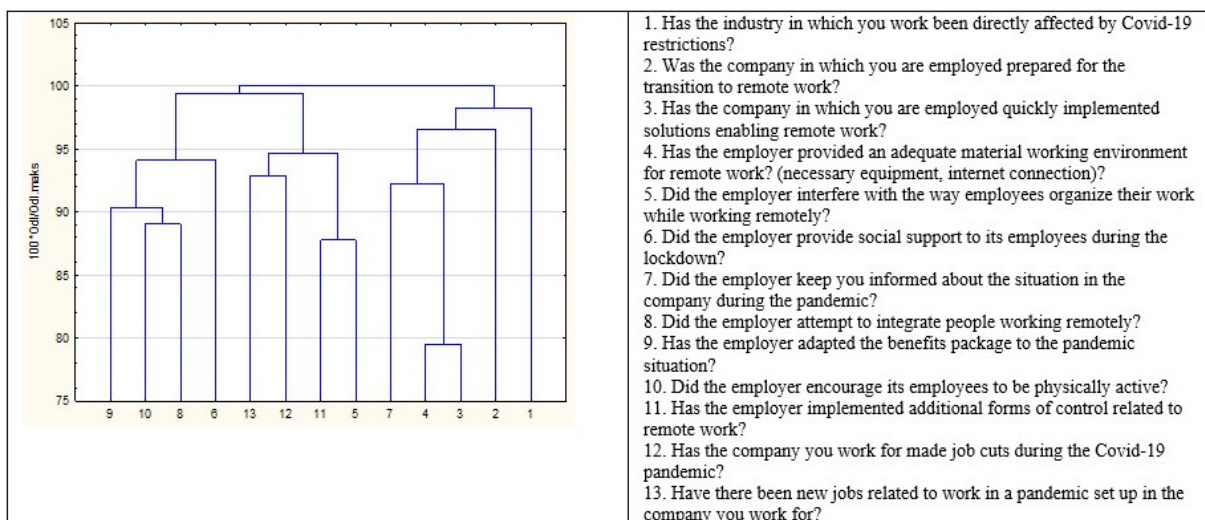 105
100
95
90
85
80
75
100*Odl/Odl.maks
9 10 8 6 13 12 11 5 7 4 3 2 1
1. Has the industry in which you work been directly affected by Covid-19
restrictions?
2. Was the company in which you are employed prepared for the
transition to remote work?
3. Has the company in which you are employed quickly implemented
solutions enabling remote work?
4. Has the employer provided an adequate material working environment
for remote work? (necessary equipment, internet connection)?
5. Did the employer interfere with the way employees organize their work
while working remotely?
6. Did the employer provide social support to its employees during the
lockdown?
7. Did the employer keep you informed about the situation in the
company during the pandemic?
8. Did the employer attempt to integrate people working remotely?
9. Has the employer adapted the benefits package to the pandemic
situation?
10. Did the employer encourage its employees to be physically active?
11. Has the employer implemented additional forms of control related to
remote work?
12. Has the company you work for made job cuts during the Covid-19
pandemic?
13. Have there been new jobs related to work in a pandemic set up in the
company you work for?